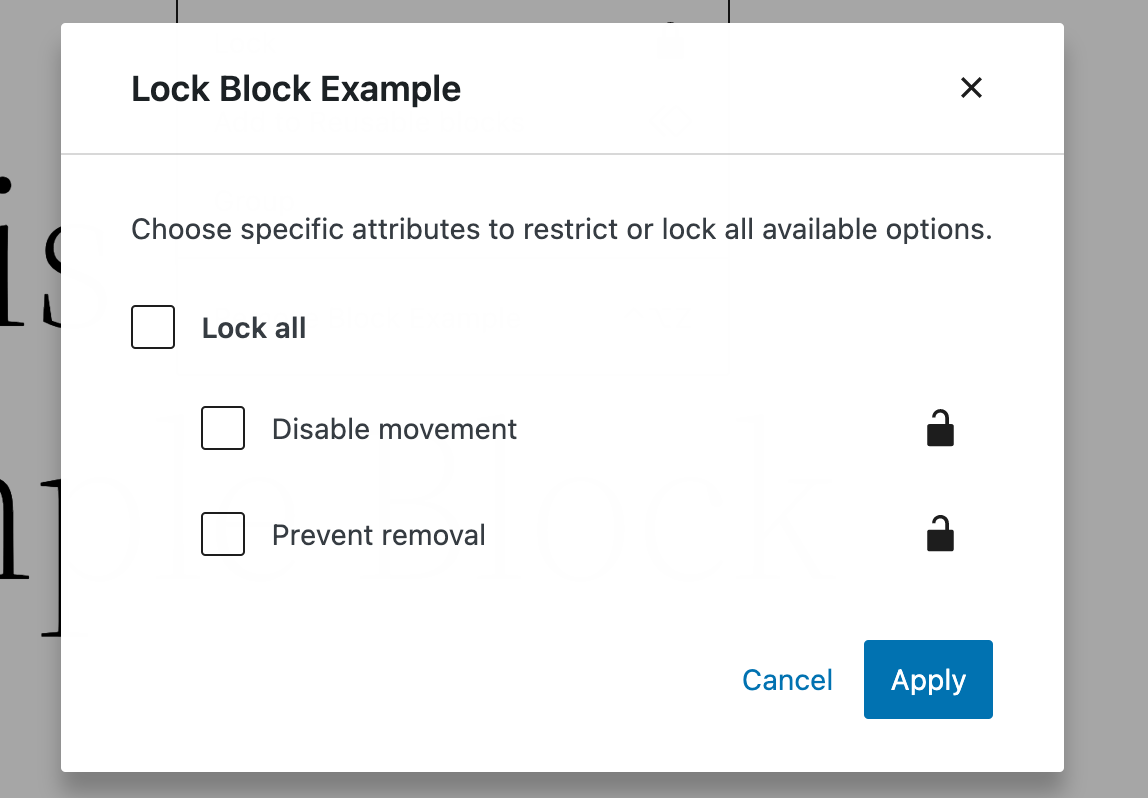 Lock Block Example
Choose specific attributes to restrict or lock all available options.
Lock all
Disable movement
Prevent removal
Cancel
Apply